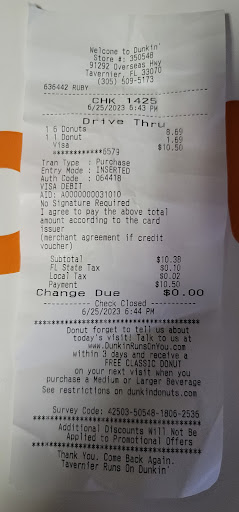 Welcome to Dunkin'
Store #: 350548
91292 Overseas Hwy
Tavernier, FL 33070
(305) 509-5173
636442 RUBY
CHK 1425
6/25/2023 6:43 PM
Drive Thru
1 6 Donuts 8.69
1 1 Donut 1.69
Visa $10.50
************6579
Tran Type : Purchase
Entry Mode : INSERTED
Auth Code : 06441B
VISA DEBIT
AID: A0000000031010
No Signature Required
I agree to pay the above total
amount according to the card
issuer
(merchant agreement if credit
voucher)
Subtotal $10.38
FL State Tax $0.10
Local Tax $0.02
Payment $10.50
Change Due $0.00
Check Closed
6/25/2023 6:44 PM
Donut forget to tell us about
today's visit! Talk to us at
www.DunkinRunsOnYou.com
within 3 days and receive a
FREE CLASSIC DONUT
on your next visit when you
purchase a Medium or Larger Beverage
See restrictions on dunkindonuts.com
Survey Code: 42503-50548-1806-2535
Additional Discounts Will Not Be
Applied to Promotional Offers
Thank You, Come Back Again.
Tavernier Runs On Dunkin'